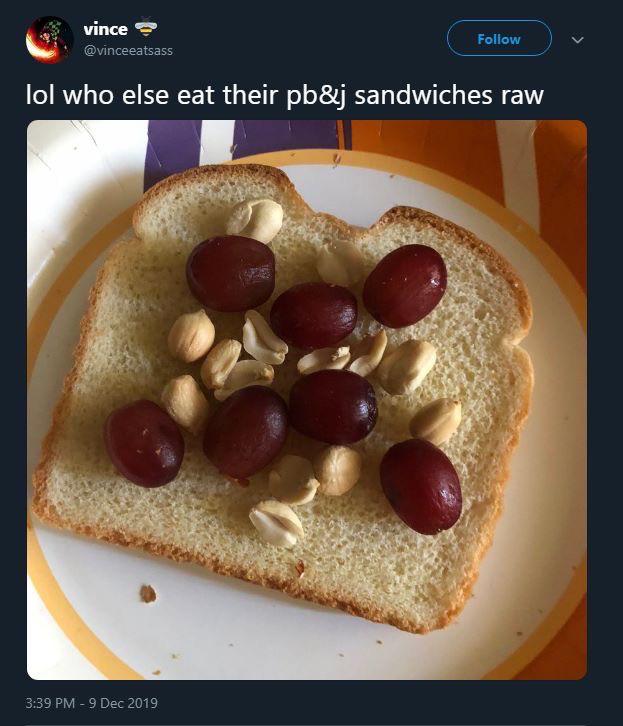 vince 🐝
@vinceeatsass
Follow
lol who else eat their pb&j sandwiches raw
3:39 PM - 9 Dec 2019